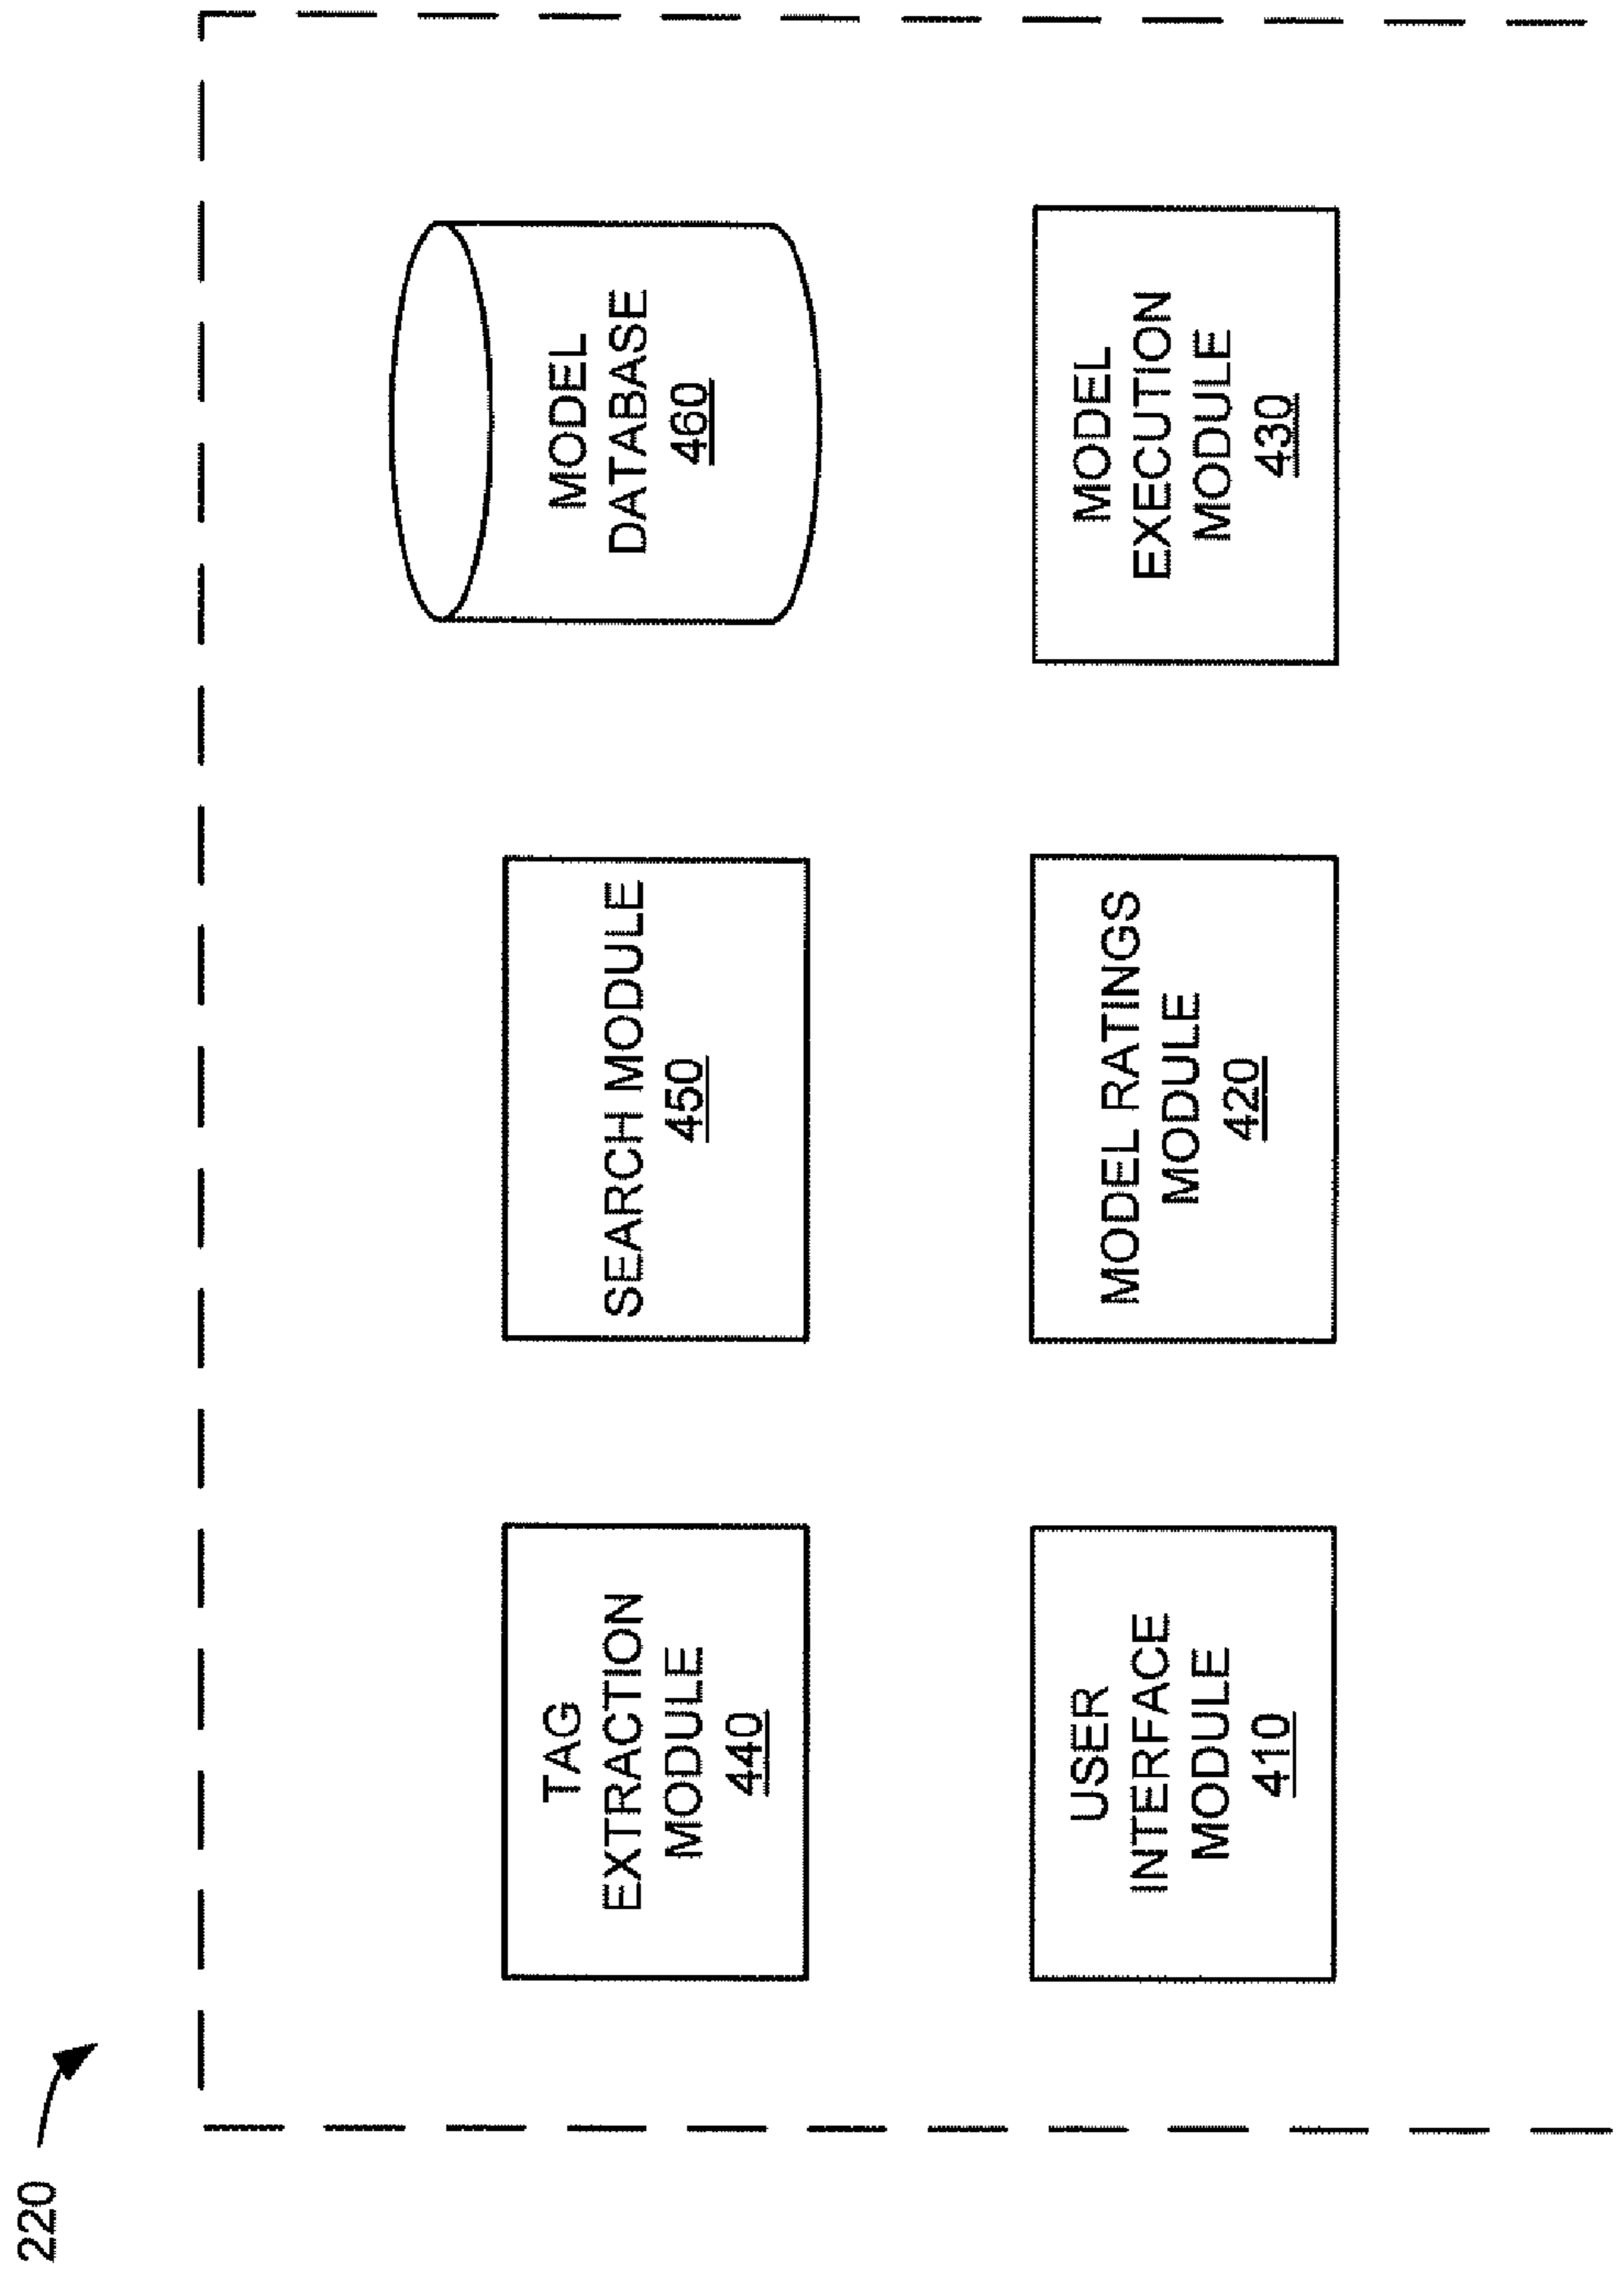 220
TAG
EXTRACTION
MODULE
440
SEARCH MODULE
450
MODEL
DATABASE
460
USER
INTERFACE
MODULE
410
MODEL RATINGS
MODULE
420
MODEL
EXECUTION
MODULE
430